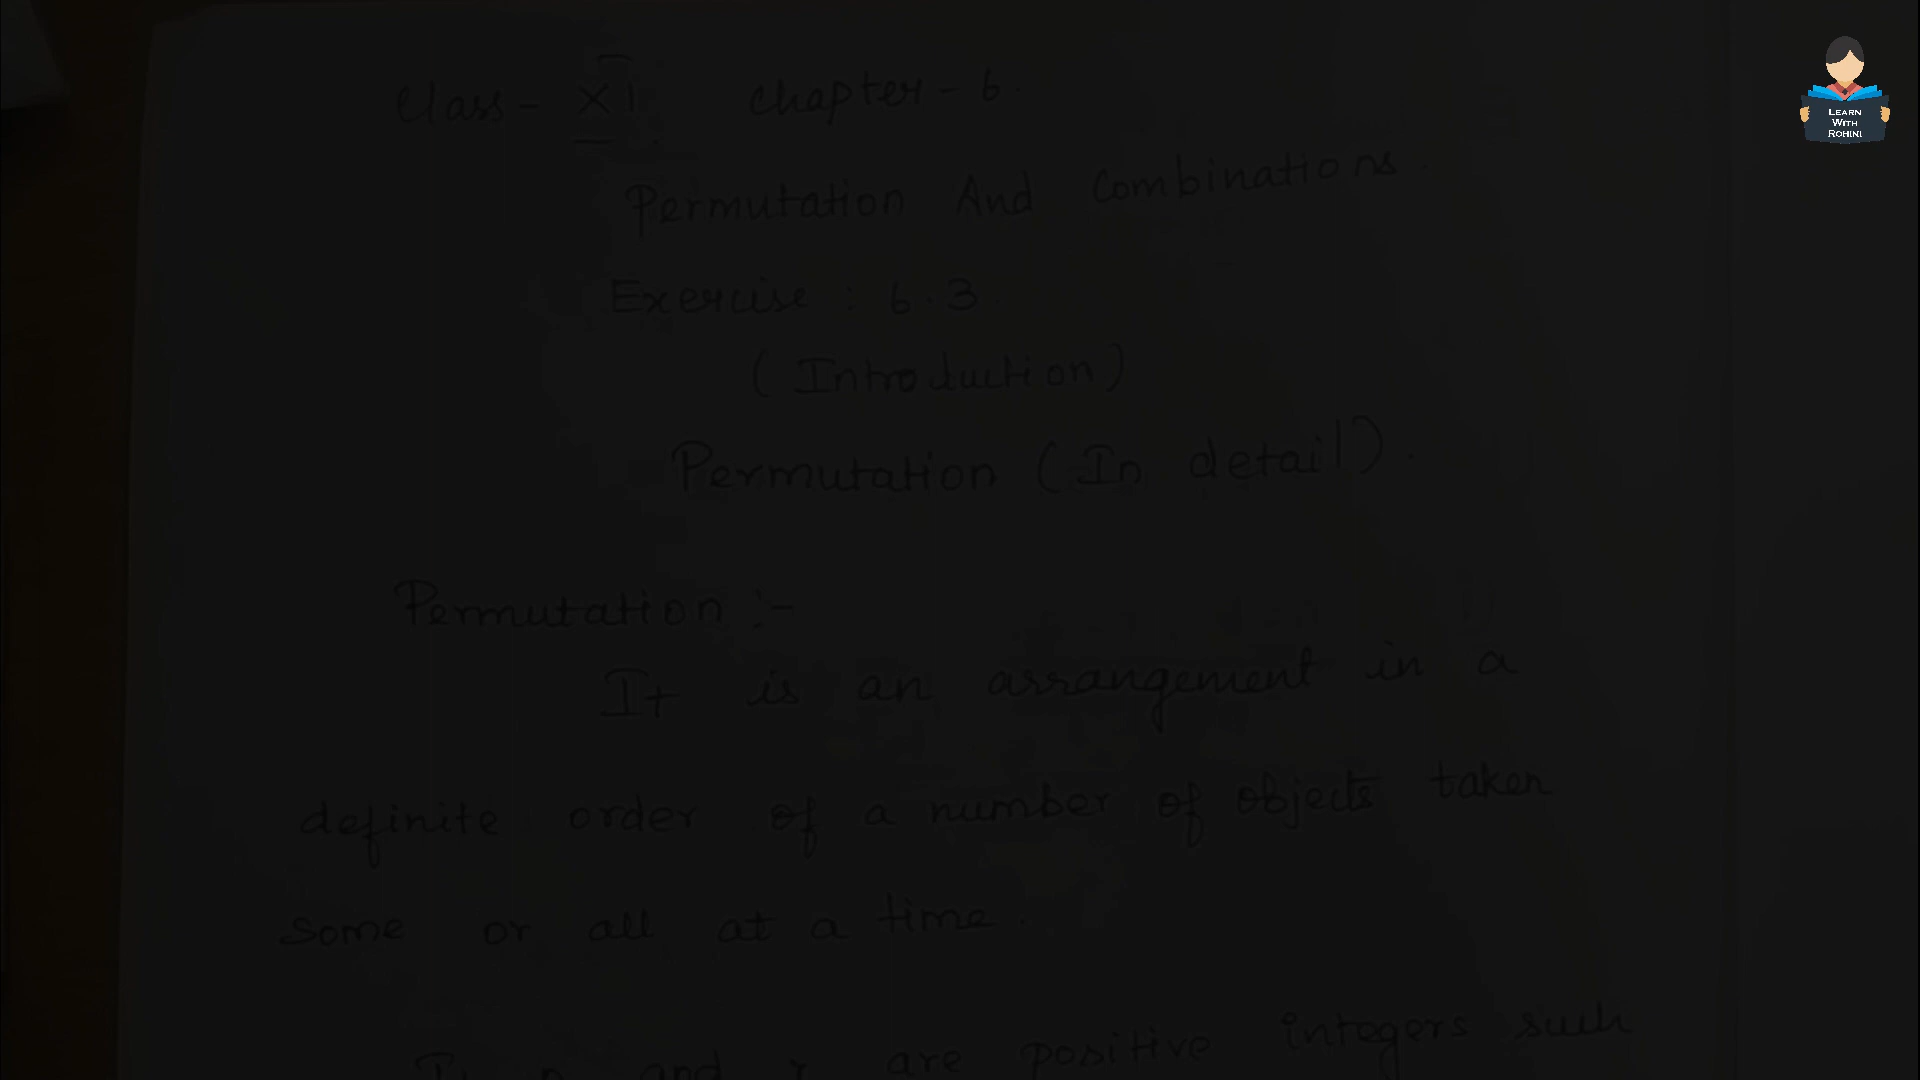 Class - XI Chapter - 6.
Permutation And Combinations
Exercise : 6.3
(Introduction)
Permutation (In detail).
Permutation :-
It is an arrangement in a
definite order of a number of objects taken
some or all at a time.
If n and r are positive integers such
LEARN
WITH
ROHINI